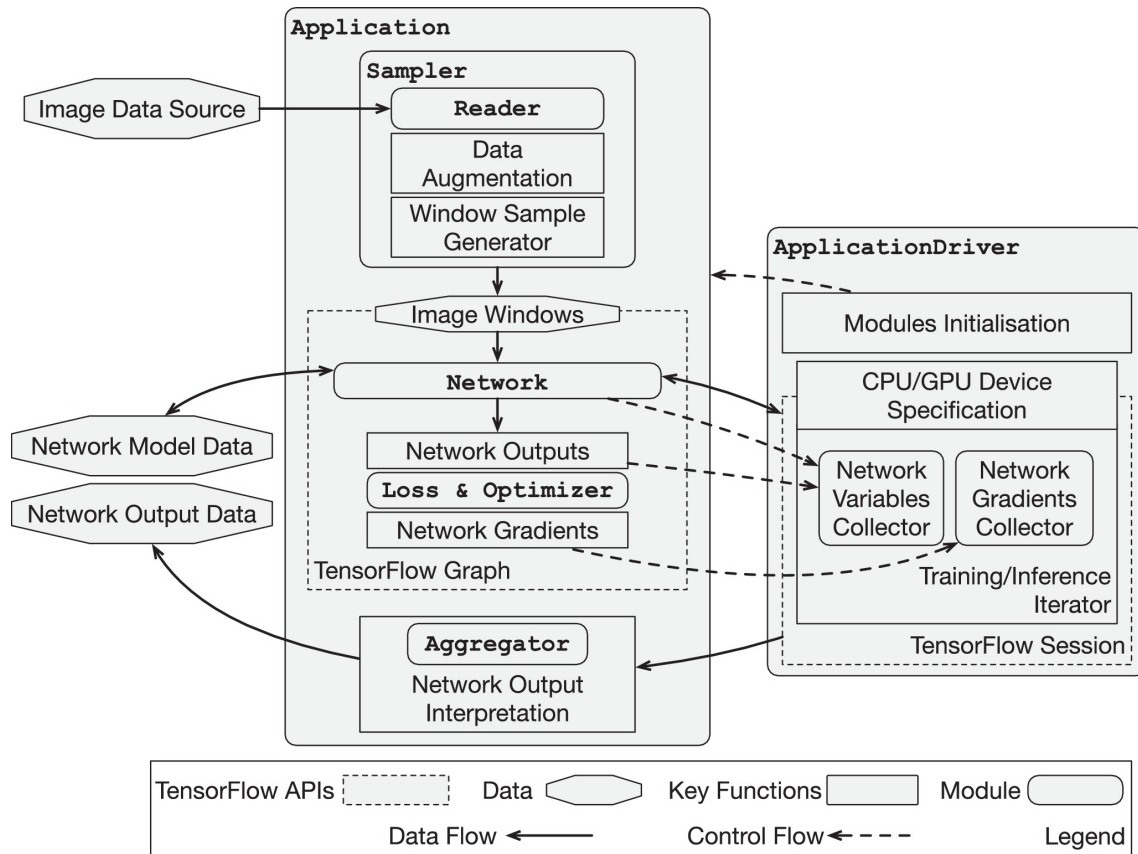 Application
Sampler
Image Data Source
Reader
Data
Augmentation
Window Sample
Generator
ApplicationDriver
Image Windows
Modules Initialisation
Network
CPU/GPU Device
Specification
Network Model Data
Network Outputs
Network
Variables
Collector
Network
Gradients
Collector
Loss & Optimizer
Network Output Data
Network Gradients
TensorFlow Graph
Training/Inference
Iterator
TensorFlow Session
Aggregator
Network Output
Interpretation
TensorFlow APIs
Data
Key Functions
Module
Data Flow
Control Flow
Legend